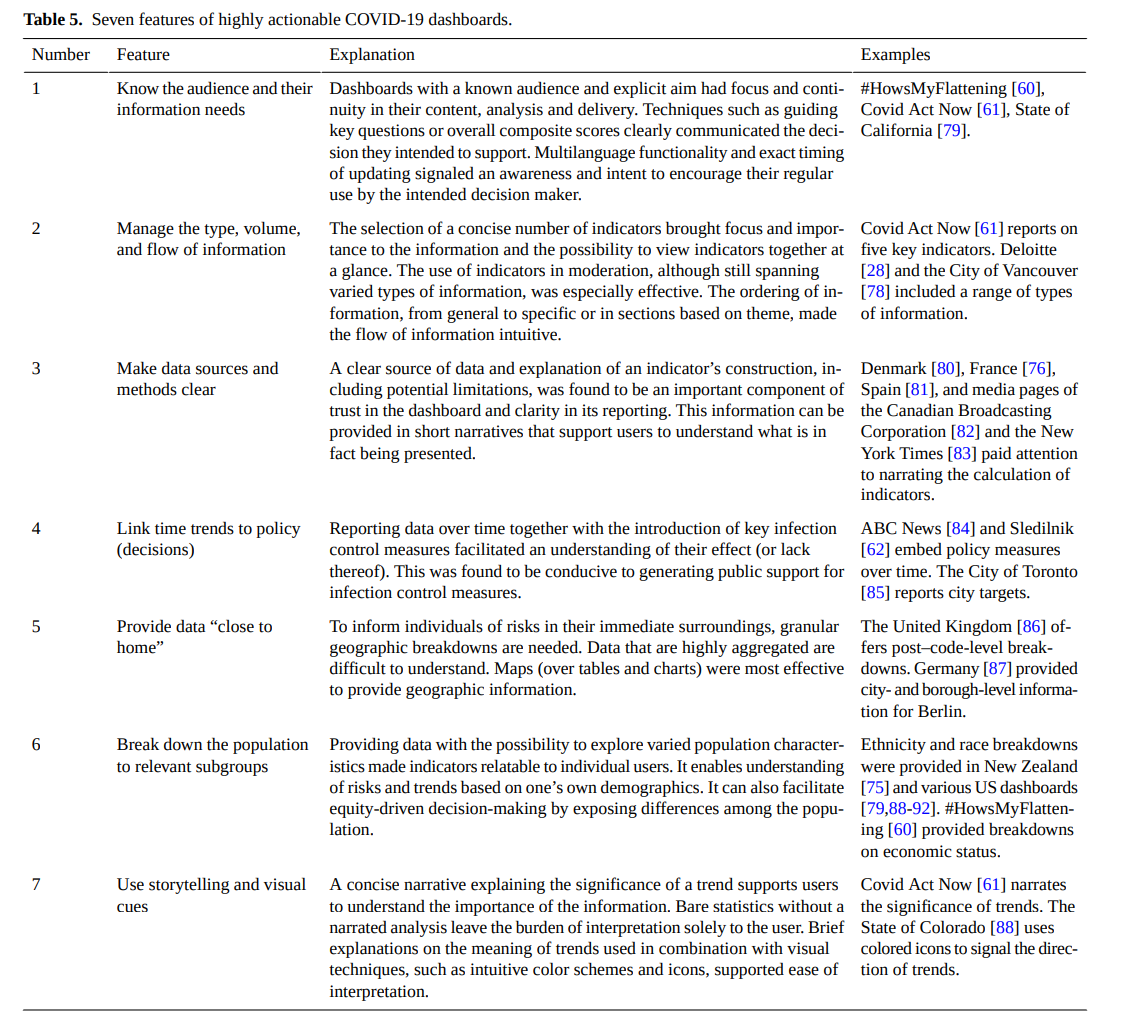 Table 5. Seven features of highly actionable COVID-19 dashboards.
Number Feature Explanation Examples
1 Know the audience and their information needs Dashboards with a known audience and explicit aim had focus and conti-
nuity in their content, analysis and delivery. Techniques such as guiding
key questions or overall composite scores clearly communicated the deci-
sion they intended to support. Multilanguage functionality and exact timing
of updating signaled an awareness and intent to encourage their regular
use by the intended decision maker.
#HowsMyFlattening [60],
Covid Act Now [61], State of
California [79].
2 Manage the type, volume,
and flow of information
The selection of a concise number of indicators brought focus and impor-
tance to the information and the possibility to view indicators together at
a glance. The use of indicators in moderation, although still spanning
varied types of information, was especially effective. The ordering of in-
formation, from general to specific or in sections based on theme, made
the flow of information intuitive.
Covid Act Now [61] reports on
five key indicators. Deloitte
[28] and the City of Vancouver
[78] included a range of types
of information.
3 Make data sources and
methods clear
A clear source of data and explanation of an indicator’s construction, in-
cluding potential limitations, was found to be an important component of
trust in the dashboard and clarity in its reporting. This information can be
provided in short narratives that support users to understand what is in
fact being presented.
Denmark [80], France [76],
Spain [81], and media pages of
the Canadian Broadcasting
Corporation [82] and the New
York Times [83] paid attention
to narrating the calculation of
indicators.
4 Link time trends to policy
(decisions)
Reporting data over time together with the introduction of key infection
control measures facilitated an understanding of their effect (or lack
thereof). This was found to be conducive to generating public support for
infection control measures.
ABC News [84] and Sledilnik
[62] embed policy measures
over time. The City of Toronto
[85] reports city targets.
5 Provide data “close to
home”
To inform individuals of risks in their immediate surroundings, granular
geographic breakdowns are needed. Data that are highly aggregated are
difficult to understand. Maps (over tables and charts) were most effective
to provide geographic information.
The United Kingdom [86] of-
fers post–code-level break-
downs. Germany [87] provided
city- and borough-level informa-
tion for Berlin.
6 Break down the population
to relevant subgroups
Providing data with the possibility to explore varied population character-
istics made indicators relatable to individual users. It enables understanding
of risks and trends based on one’s own demographics. It can also facilitate
equity-driven decision-making by exposing differences among the popu-
lation.
Ethnicity and race breakdowns
were provided in New Zealand
[75] and various US dashboards
[79,88-92]. #HowsMyFlatten-
ing [60] provided breakdowns
on economic status.
7 Use storytelling and visual
cues
A concise narrative explaining the significance of a trend supports users
to understand the importance of the information. Bare statistics without a
narrated analysis leave the burden of interpretation solely to the user. Brief
explanations on the meaning of trends used in combination with visual
techniques, such as intuitive color schemes and icons, supported ease of
interpretation.
Covid Act Now [61] narrates
the significance of trends. The
State of Colorado [88] uses
colored icons to signal the direc-
tion of trends.